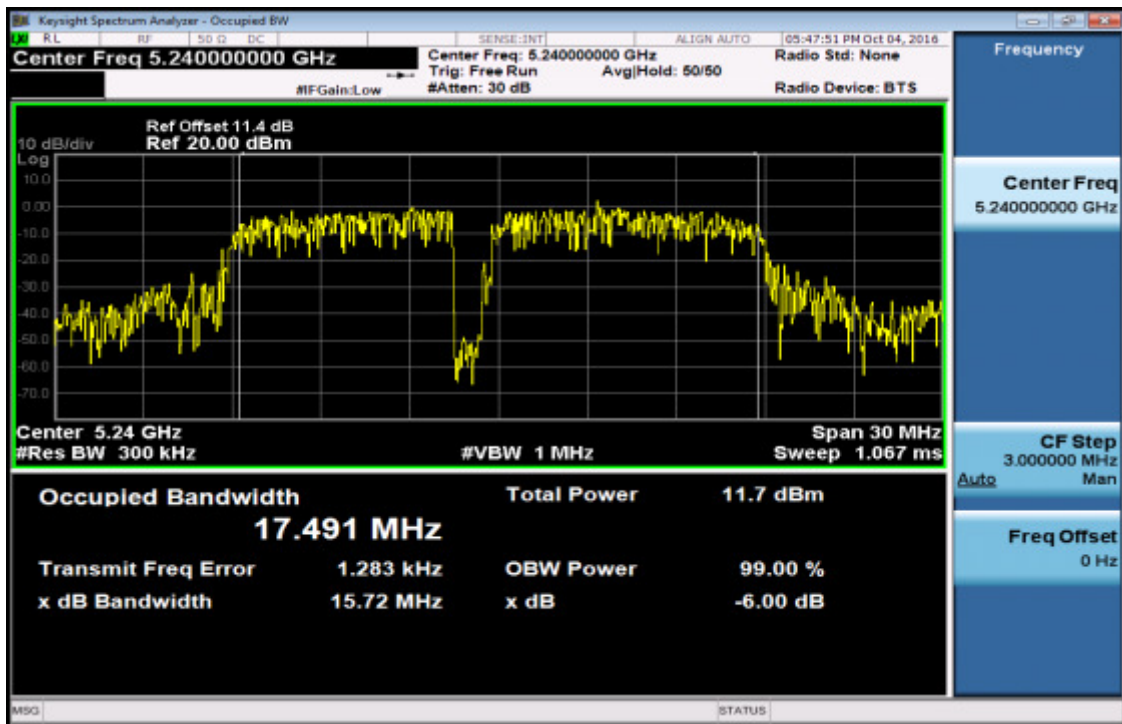 Keysight Spectrum Analyzer - Occupied BW
RL RF 50 Ω DC SENSE:INT ALIGN AUTO 05:47:51 PM Oct 04, 2016
Center Freq 5.240000000 GHz
Center Freq: 5.240000000 GHz Radio Std: None
Trig: Free Run Avg|Hold: 50/50
#IFGain:Low #Atten: 30 dB Radio Device: BTS
Ref Offset 11.4 dB
10 dB/div Ref 20.00 dBm
Log
10.0
0.00
-10.0
-20.0
-30.0
-40.0
-50.0
-60.0
-70.0
Center 5.24 GHz Span 30 MHz
#Res BW 300 kHz #VBW 1 MHz Sweep 1.067 ms
Occupied Bandwidth Total Power 11.7 dBm
17.491 MHz
Transmit Freq Error 1.283 kHz OBW Power 99.00 %
x dB Bandwidth 15.72 MHz x dB -6.00 dB
MSG STATUS
Frequency
Center Freq
5.240000000 GHz
CF Step
3.000000 MHz
Auto Man
Freq Offset
0 Hz